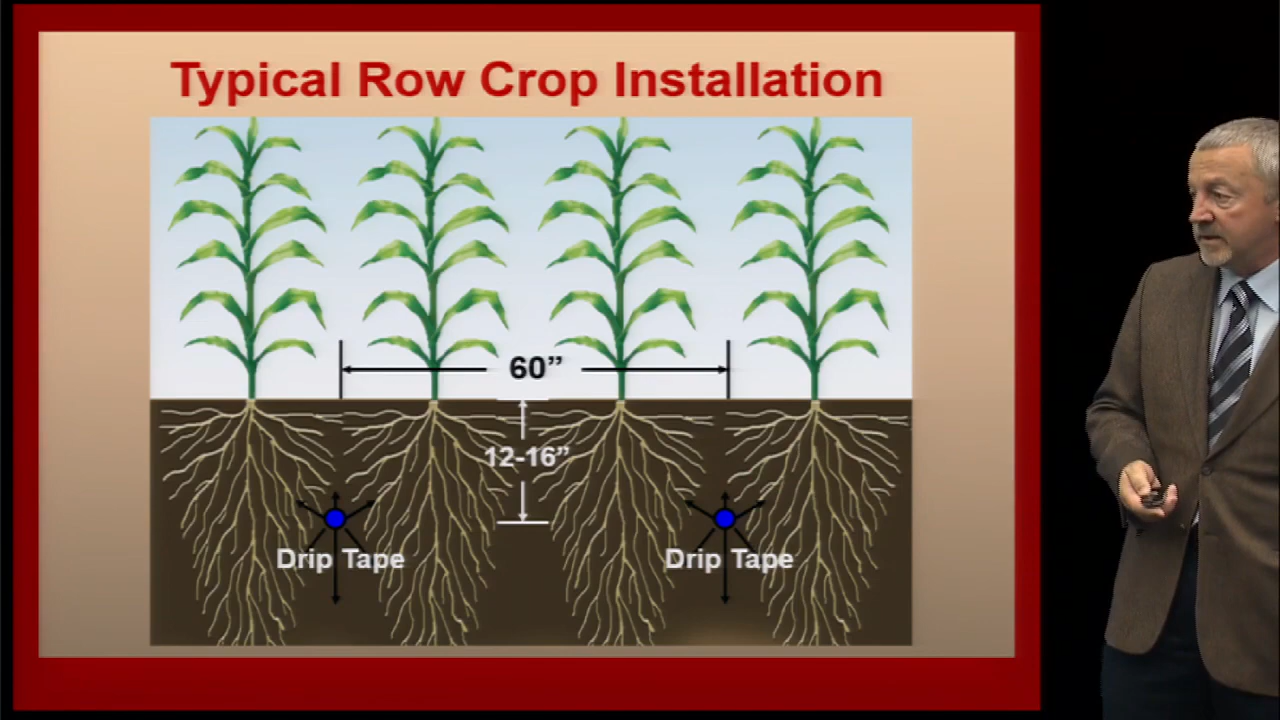 Typical Row Crop Installation
60”
12-16”
Drip Tape
Drip Tape